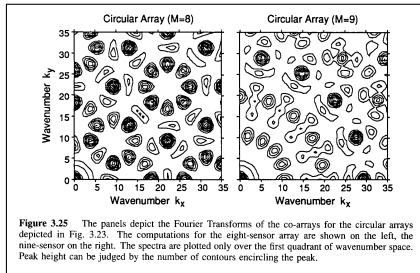 Circular Array (M=8) Circular Array (M=9)
35
30
25
20
15
10
5
0
Wavenumber ky
0 5 10 15 20 25 30 35 0 5 10 15 20 25 30 35
Wavenumber kx Wavenumber kx
Figure 3.25 The panels depict the Fourier Transforms of the co-arrays for the circular arrays
depicted in Fig. 3.23. The computations for the eight-sensor array are shown on the left, the
nine-sensor on the right. The spectra are plotted only over the first quadrant of wavenumber space.
Peak height can be judged by the number of contours encircling the peak.